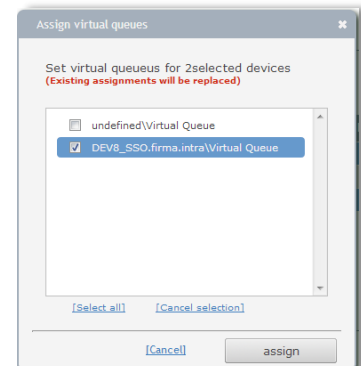 Assign virtual queues
Set virtual queueus for 2selected devices
(Existing assignments will be replaced)
undefined\Virtual Queue
DEV8_SSO.firma.intra\Virtual Queue
[Select all] [Cancel selection]
[Cancel] assign